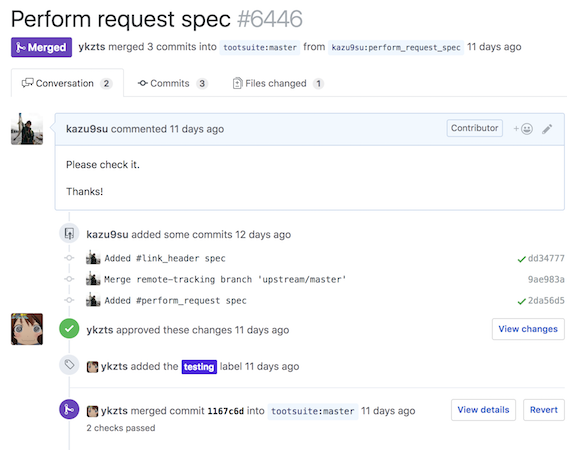 Perform request spec #6446
Merged ykzts merged 3 commits into tootsuite:master from kazu9su:perform_request_spec 11 days ago
Conversation 2 Commits 3 Files changed 1
kazu9su commented 11 days ago Contributor +
Please check it.
Thanks!
kazu9su added some commits 12 days ago
Added #link_header spec dd34777
Merge remote-tracking branch 'upstream/master' 9ae983a
Added #perform_request spec 2da56d5
ykzts approved these changes 11 days ago View changes
ykzts added the testing label 11 days ago
ykzts merged commit 1167c6d into tootsuite:master 11 days ago View details Revert
2 checks passed